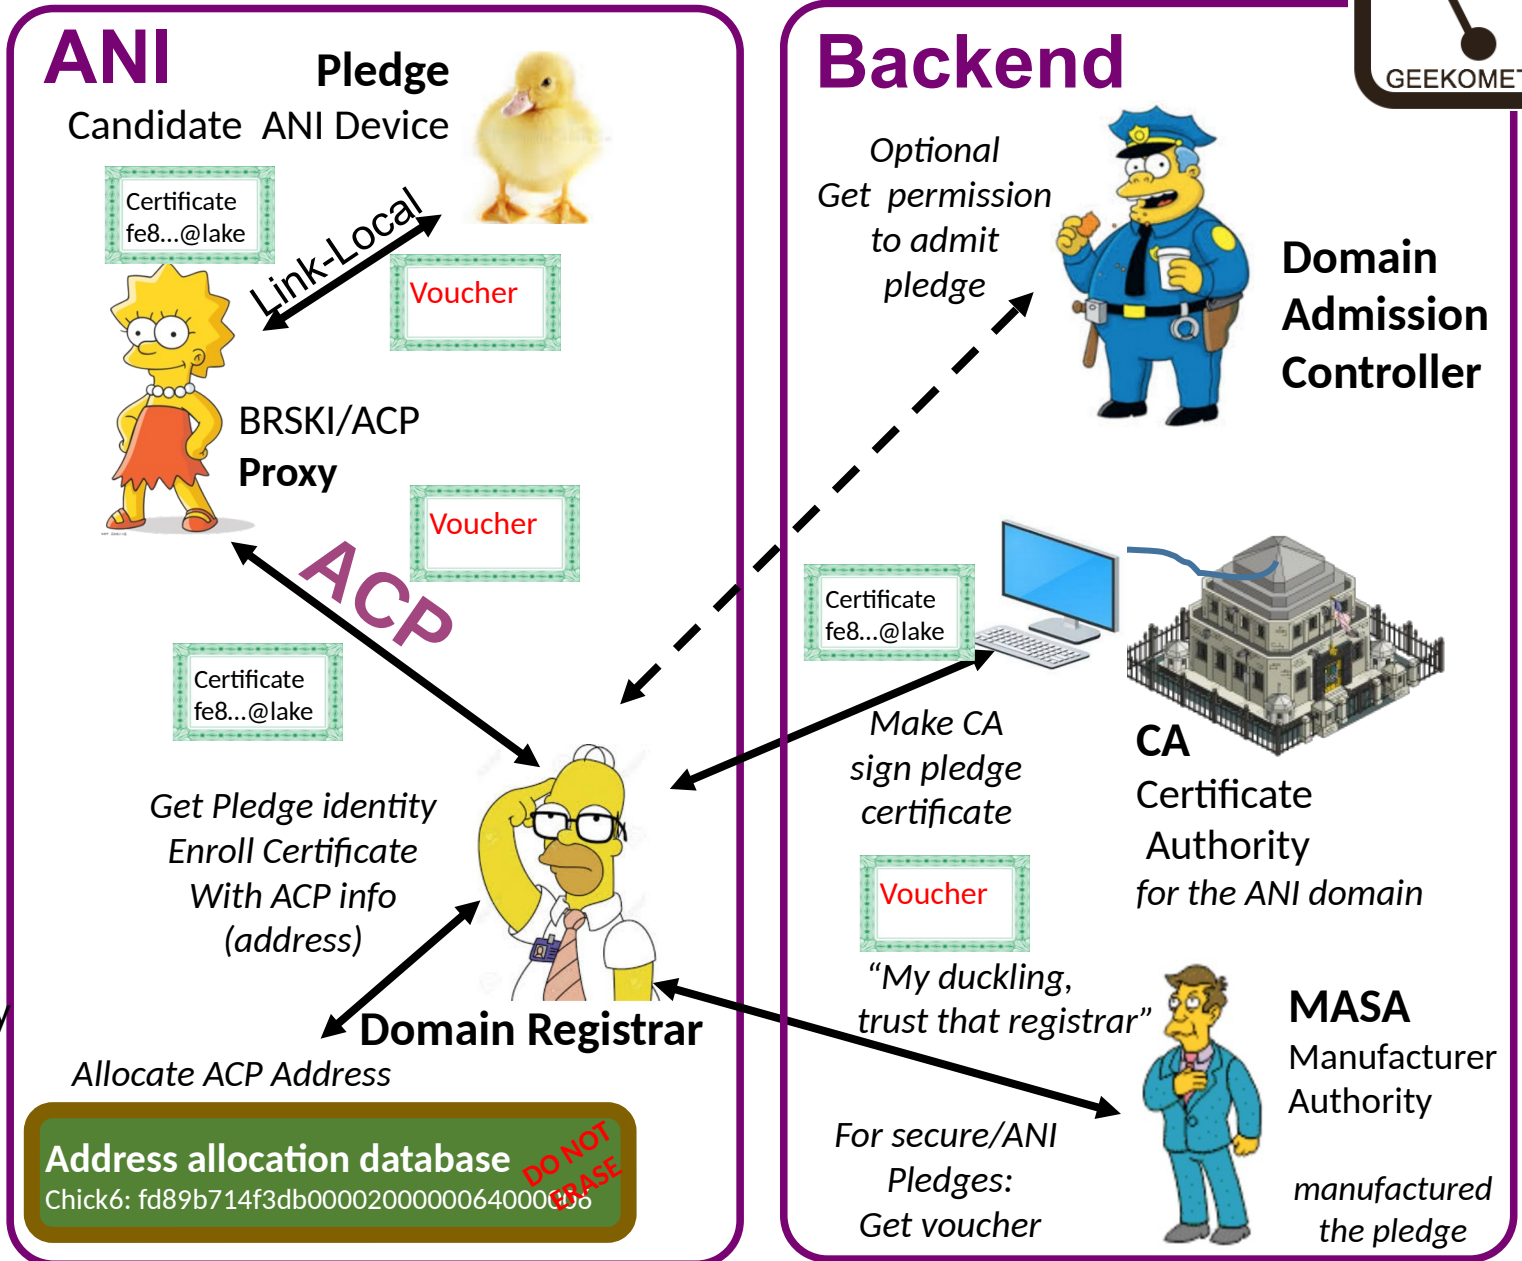 ANI
Pledge
Candidate ANI Device
Certificate
fe8...@lake
Link-Local
Voucher
BRSKI/ACP
Proxy
Voucher
ACP
Certificate
fe8...@lake
Get Pledge identity
Enroll Certificate
With ACP info
(address)
Domain Registrar
Allocate ACP Address
Address allocation database
Chick6:
DO NOT
ERASE
Backend
GEEKOMET
Optional
Get permission
to admit
pledge
Domain
Admission
Controller
Certificate
fe8...@lake
Make CA
sign pledge
certificate
CA
Certificate
Authority
for the ANI domain
Voucher
“My duckling,
trust that registrar”
MASA
Manufacturer
Authority
For secure/ANI
Pledges:
Get voucher
manufactured
the pledge